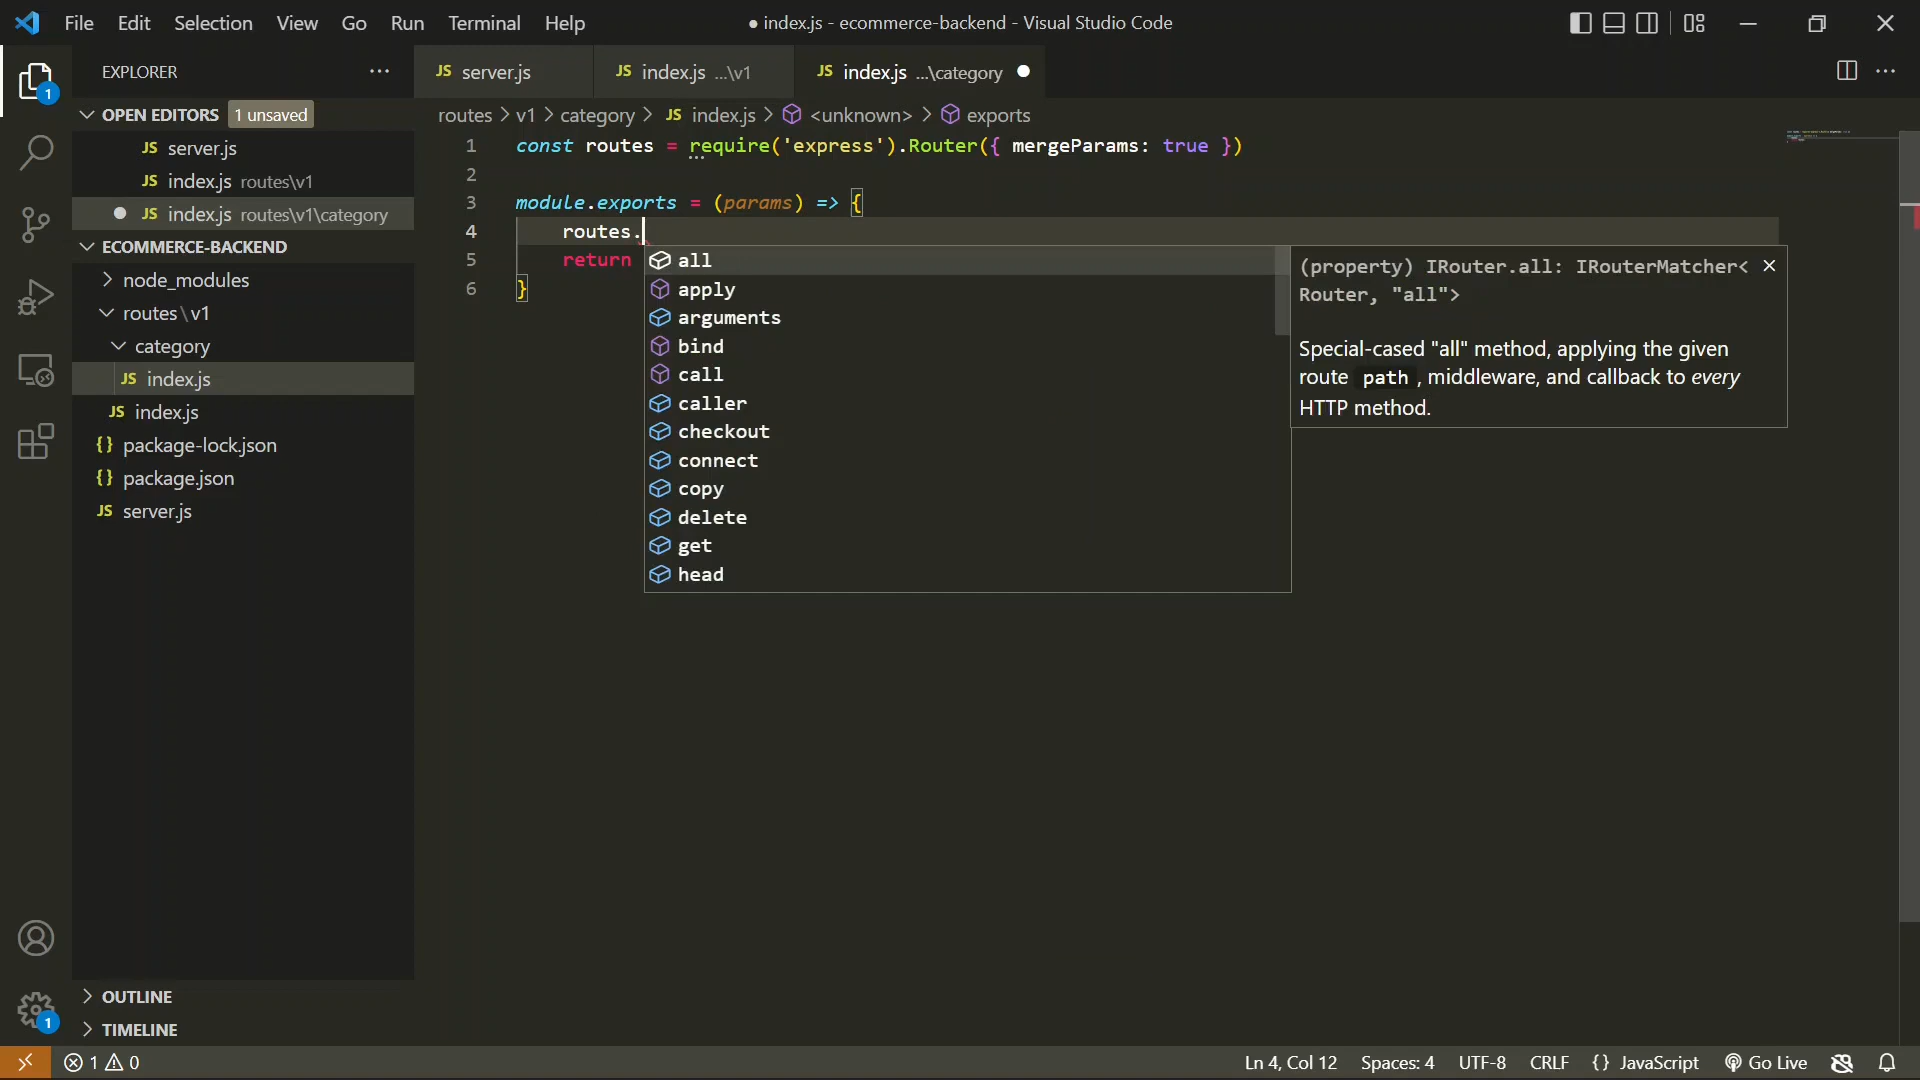 File Edit Selection View Go Run Terminal Help
● index.js - ecommerce-backend - Visual Studio Code
EXPLORER
JS server.js
JS index.js ...\v1
JS index.js ...\category
1
OPEN EDITORS 1 unsaved
JS server.js
JS index.js routes\v1
JS index.js routes\v1\category
ECOMMERCE-BACKEND
node_modules
routes\v1
category
JS index.js
JS index.js
{} package-lock.json
{} package.json
JS server.js
OUTLINE
TIMELINE
1
routes > v1 > category > JS index.js > <unknown> > exports
1 const routes = require('express').Router({ mergeParams: true })
2
3 module.exports = (params) => {
4 routes.
5 return
6 }
all
apply
arguments
bind
call
caller
checkout
connect
copy
delete
get
head
(property) IRouter.all: IRouterMatcher<
Router, "all">
Special-cased "all" method, applying the given
route path , middleware, and callback to every
HTTP method.
1 0
Ln 4, Col 12 Spaces: 4 UTF-8 CRLF {} JavaScript Go Live